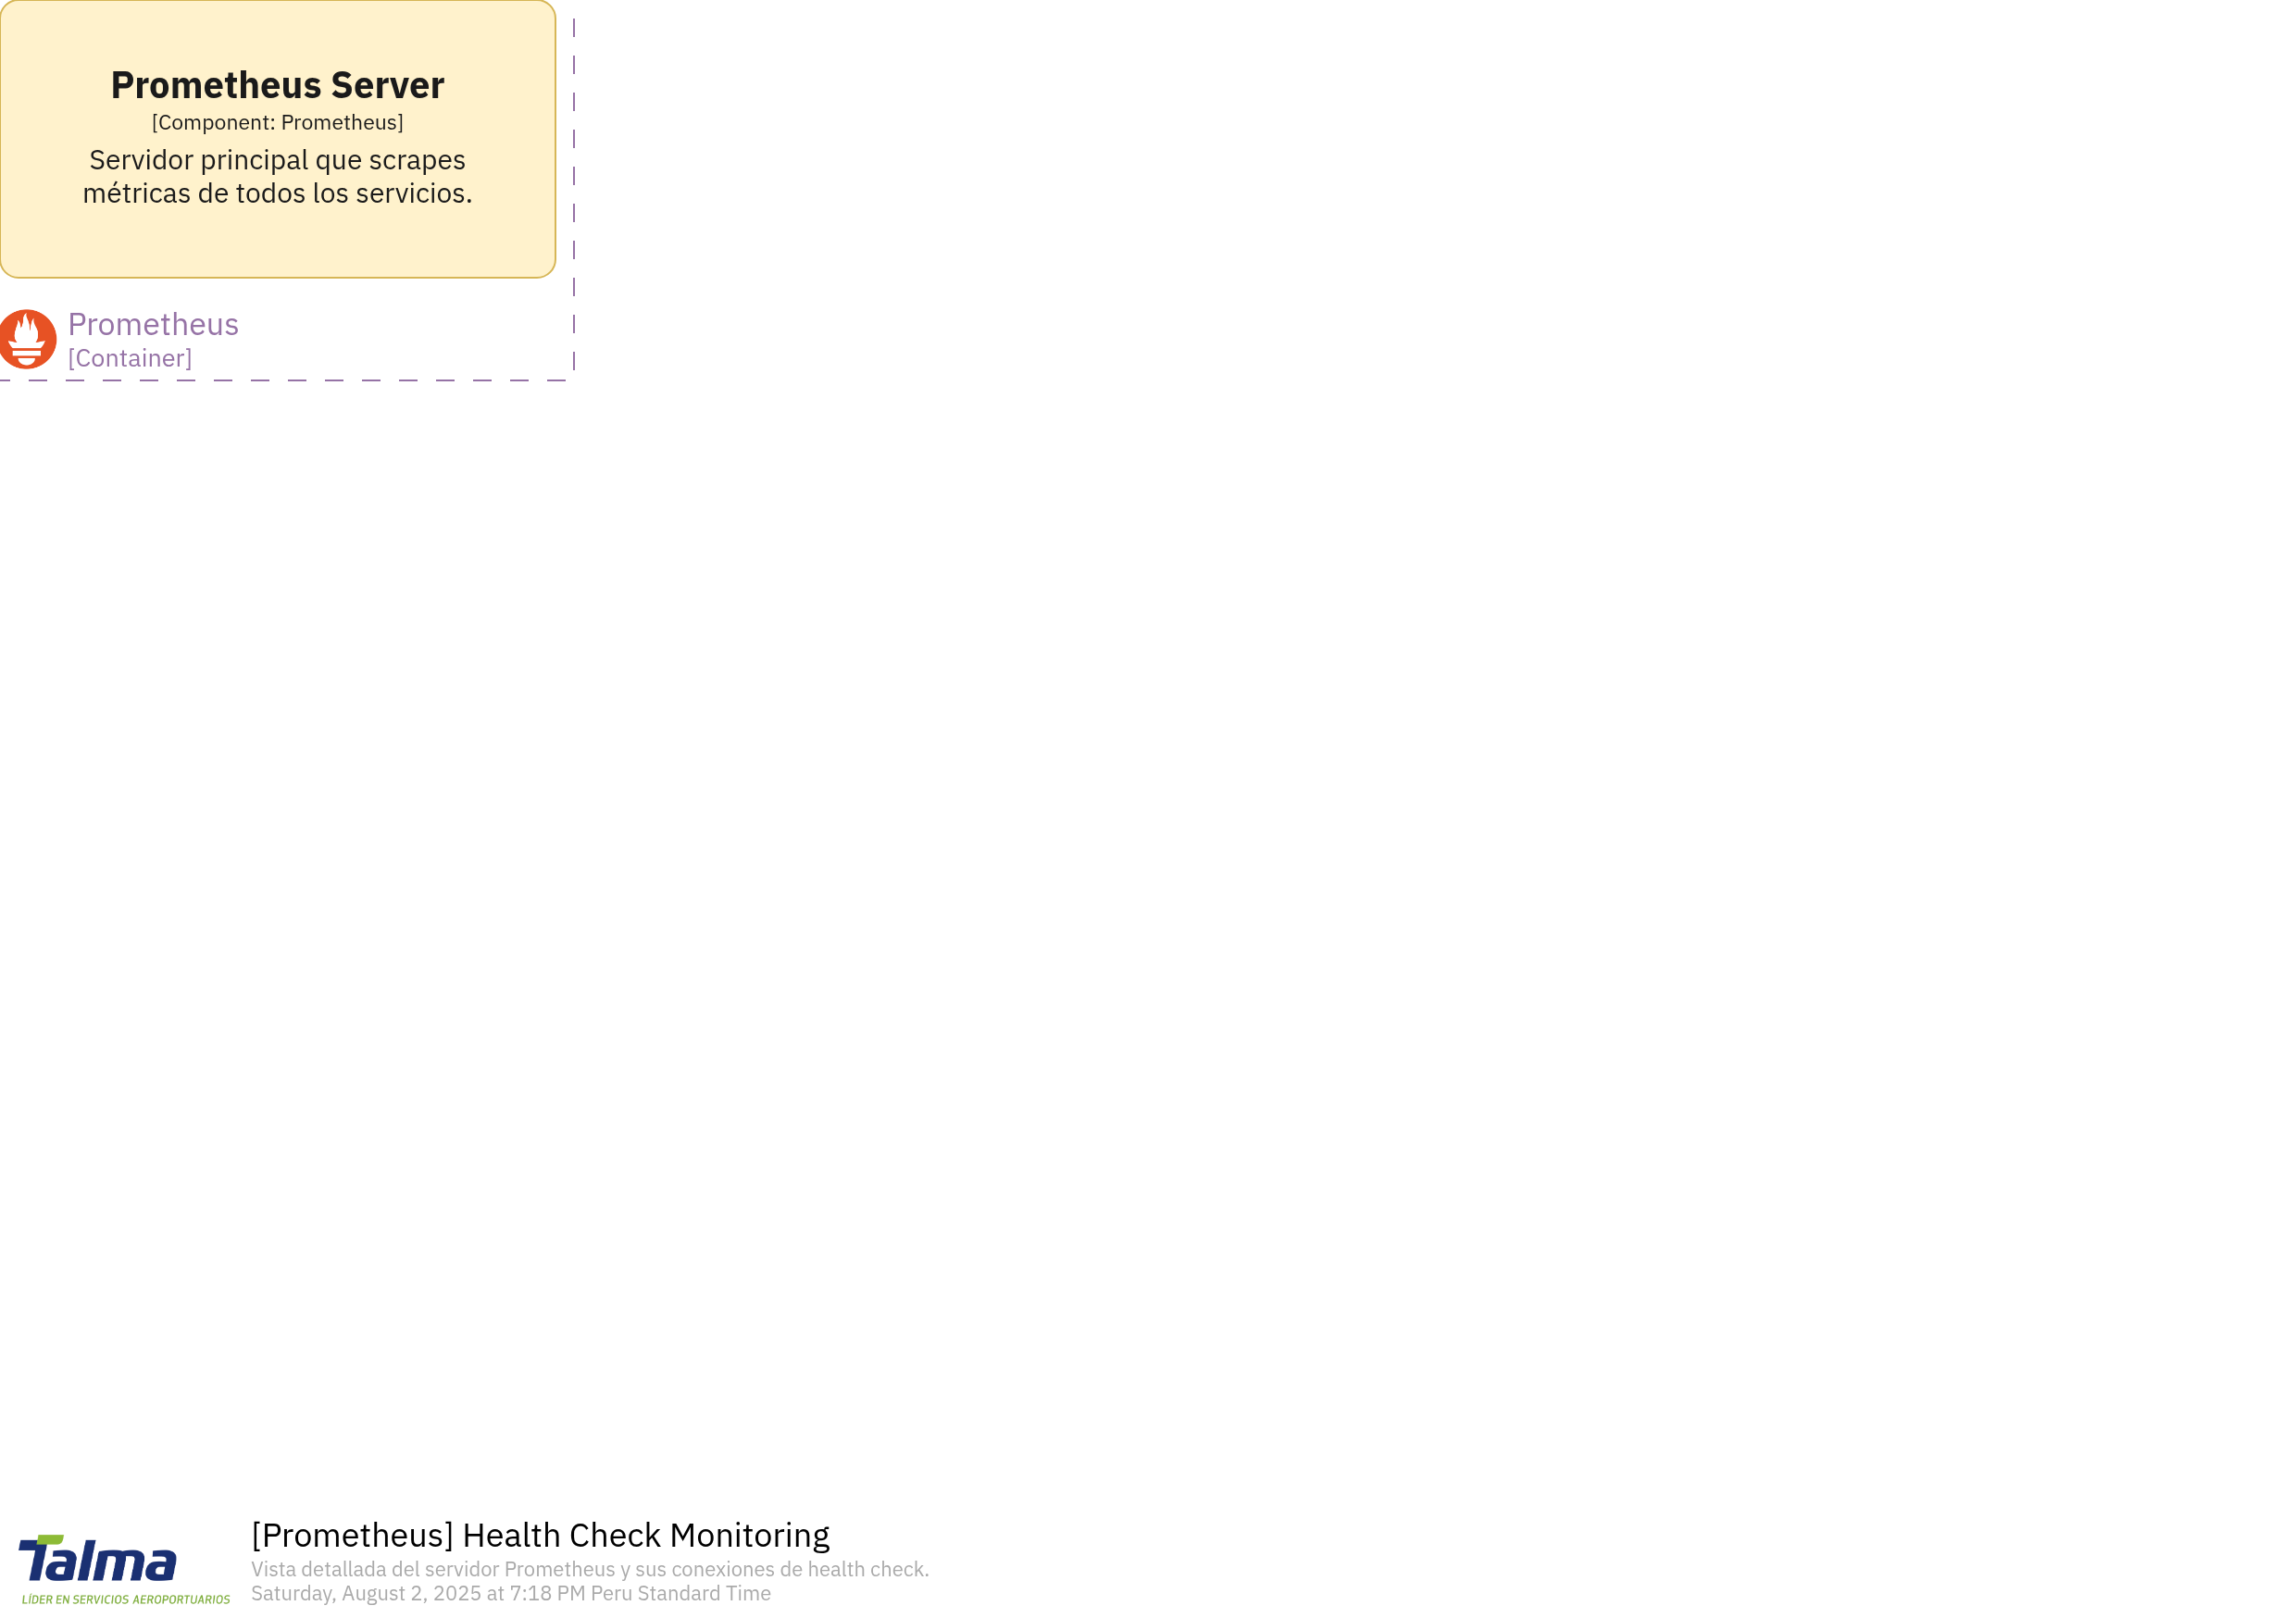 Prometheus Server
[Component: Prometheus]
Servidor principal que scrapes
métricas de todos los servicios.
Prometheus
[Container]
Talma
LÍDER EN SERVICIOS AEROPORTUARIOS
[Prometheus] Health Check Monitoring
Vista detallada del servidor Prometheus y sus conexiones de health check.
Saturday, August 2, 2025 at 7:18 PM Peru Standard Time